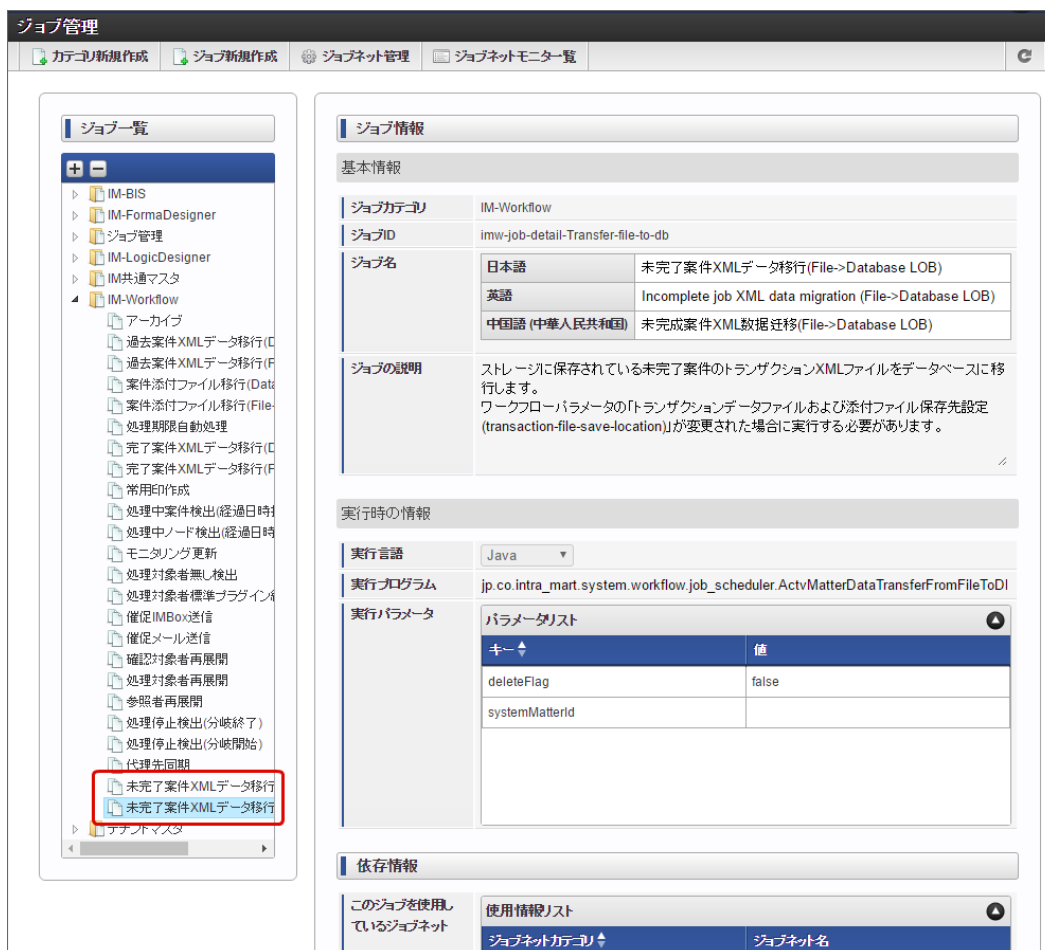 ジョブ管理
カテゴリ新規作成
ジョブ新規作成
ジョブネット管理
ジョブネットモニタ一覧
ジョブ一覧
IM-BIS
IM-FormaDesigner
ジョブ管理
IM-LogicDesigner
IM共通マスタ
IM-Workflow
アーカイブ
過去案件XMLデータ移行(D
過去案件XMLデータ移行(F
案件添付ファイル移行(Data
案件添付ファイル移行(File-
処理期限自動処理
完了案件XMLデータ移行(D
完了案件XMLデータ移行(F
常用印作成
処理中案件検出(経過日時
処理中ノード検出(経過日時
モニタリング更新
処理対象者無し検出
処理対象者標準プラグイン
催促IMBox送信
催促メール送信
確認対象者再展開
処理対象者再展開
参照者再展開
処理停止検出(分岐終了)
処理停止検出(分岐開始)
代理先同期
未完了案件XMLデータ移行
未完了案件XMLデータ移行
テナントマスタ
ジョブ情報
基本情報
ジョブカテゴリ
IM-Workflow
ジョブID
imw-job-detail-Transfer-file-to-db
ジョブ名
日本語
未完了案件XMLデータ移行(File->Database LOB)
英語
Incomplete job XML data migration (File->Database LOB)
中国語 (中華人民共和国)
未完成案件XML数据迁移(File->Database LOB)
ジョブの説明
ストレージに保存されている未完了案件のトランザクションXMLファイルをデータベースに移
行します。
ワークフローパラメータの「トランザクションデータファイルおよび添付ファイル保存先設定
(transaction-file-save-location)」が変更された場合に実行する必要があります。
実行時の情報
実行言語
Java
実行プログラム
jp.co.intra_mart.system.workflow.job_scheduler.ActvMatterDataTransferFromFileToD
実行パラメータ
パラメータリスト
キー
値
deleteFlag
false
systemMatterId
依存情報
このジョブを使用し
ているジョブネット
使用情報リスト
ジョブネットカテゴリ
ジョブネット名